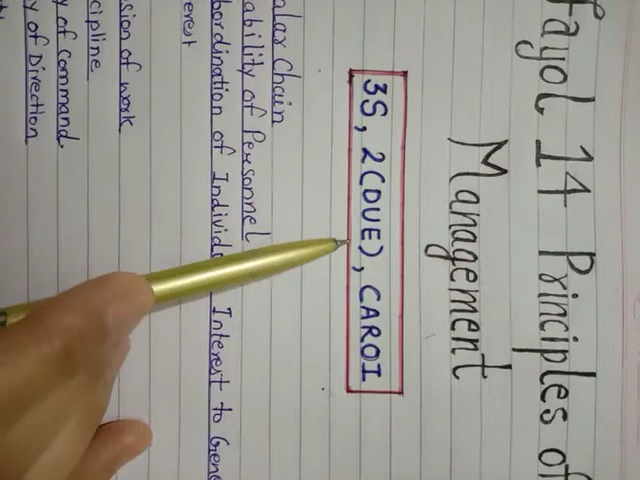 Fayol 14 Principles of
Management
3S, 2(DUE), CAROI
alar Chain
ability of Personnel
bordination of Individ Interest to Gene
erest
sion of work
cipline
y of Command
y of Direction